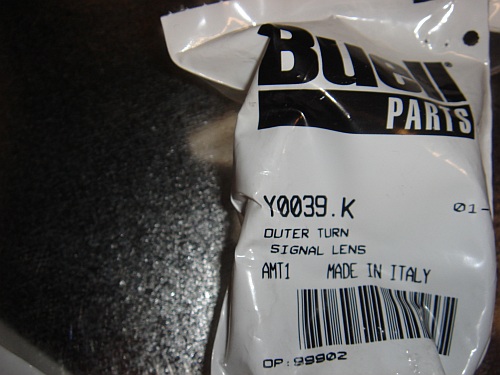 Buell
PARTS
Y0039.K 01-
OUTER TURN
SIGNAL LENS
AMT1 MADE IN ITALY
OP:99902